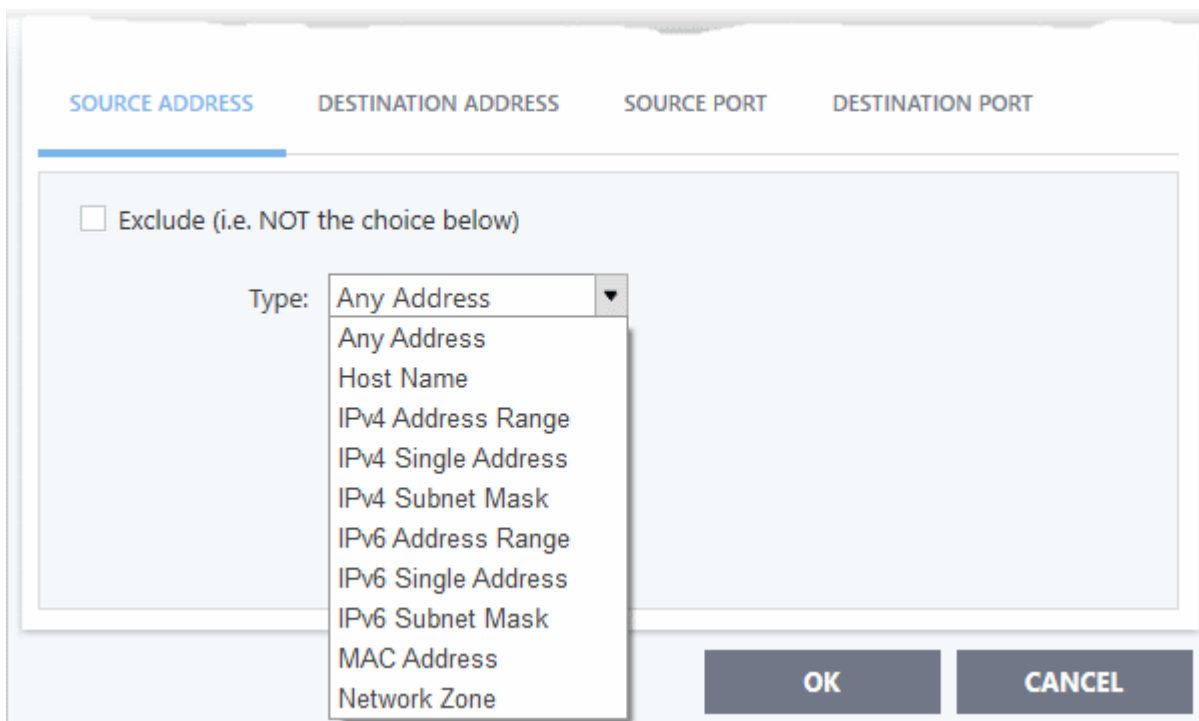 SOURCE ADDRESS DESTINATION ADDRESS SOURCE PORT DESTINATION PORT
Exclude (i.e. NOT the choice below)
Type: Any Address
Any Address
Host Name
IPv4 Address Range
IPv4 Single Address
IPv4 Subnet Mask
IPv6 Address Range
IPv6 Single Address
IPv6 Subnet Mask
MAC Address
Network Zone
OK CANCEL